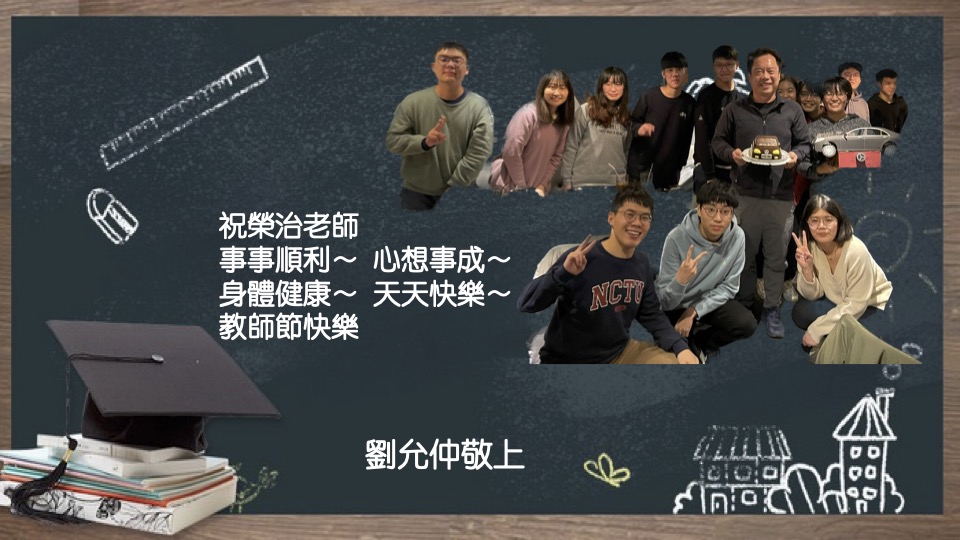 祝榮治老師
事事順利～ 心想事成～
身體健康～ 天天快樂～
教師節快樂
NCTU
劉允仲敬上